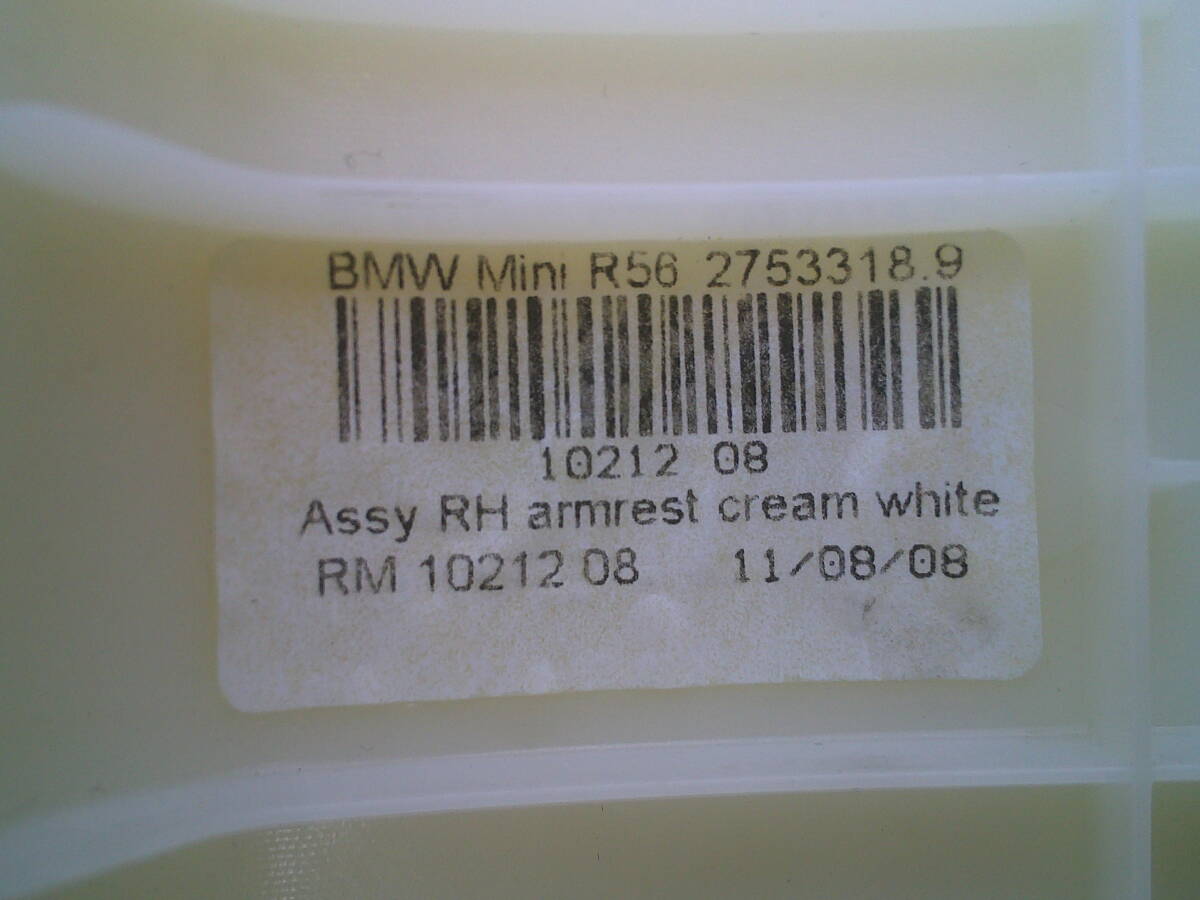 BMW Mini R56 2753318.9
10212 08
Assy RH armrest cream white
RM 10212 08 11/08/08